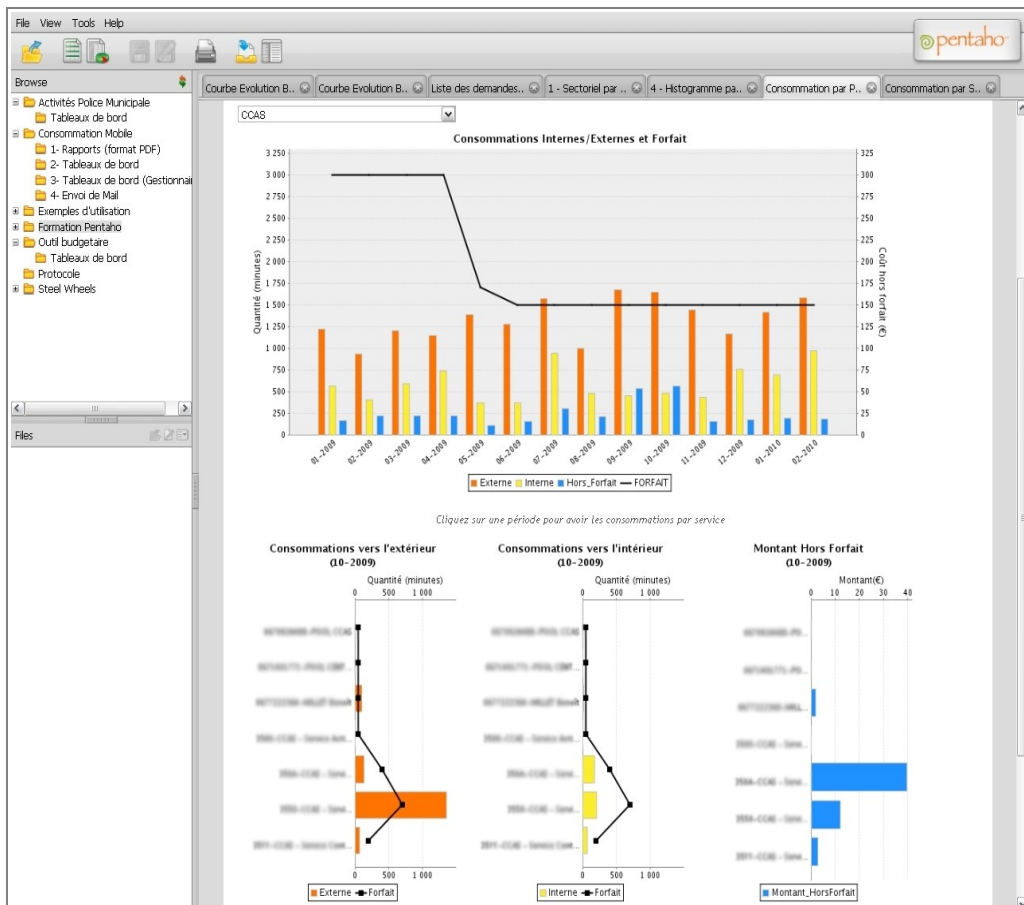 File View Tools Help
pentaho
Browse
Activités Police Municipale
Tableaux de bord
Consommation Mobile
1- Rapports (format PDF)
2- Tableaux de bord
3- Tableaux de bord (Gestionnai
4- Envoi de Mail
Exemples d'utilisation
Formation Pentaho
Outil budgetaire
Tableaux de bord
Protocole
Steel Wheels
Files
Courbe Evolution B.. Courbe Evolution B.. Liste des demandes.. 1 - Sectoriel par .. 4 - Histogramme pa.. Consommation par P.. Consommation par S..
CCAS
Consommations Internes/Externes et Forfait
Quantité (minutes)
3 250
3 000
2 750
2 500
2 250
2 000
1 750
1 500
1 250
1 000
750
500
250
0
325
300
275
250
225
200
175
150
125
100
75
50
25
0
Coût hors forfait (€)
01-2009 02-2009 03-2009 04-2009 05-2009 06-2009 07-2009 08-2009 09-2009 10-2009 11-2009 12-2009 01-2010 02-2010
Externe Interne Hors_Forfait FORFAIT
Cliquez sur une période pour avoir les consommations par service
Consommations vers l'extérieur
(10-2009)
Quantité (minutes)
0 500 1 000
0 500 1 000
Externe Forfait
Consommations vers l'intérieur
(10-2009)
Quantité (minutes)
0 500 1 000
0 500 1 000
Interne Forfait
Montant Hors Forfait
(10-2009)
Montant(€)
0 10 20 30 40
Montant_HorsForfait